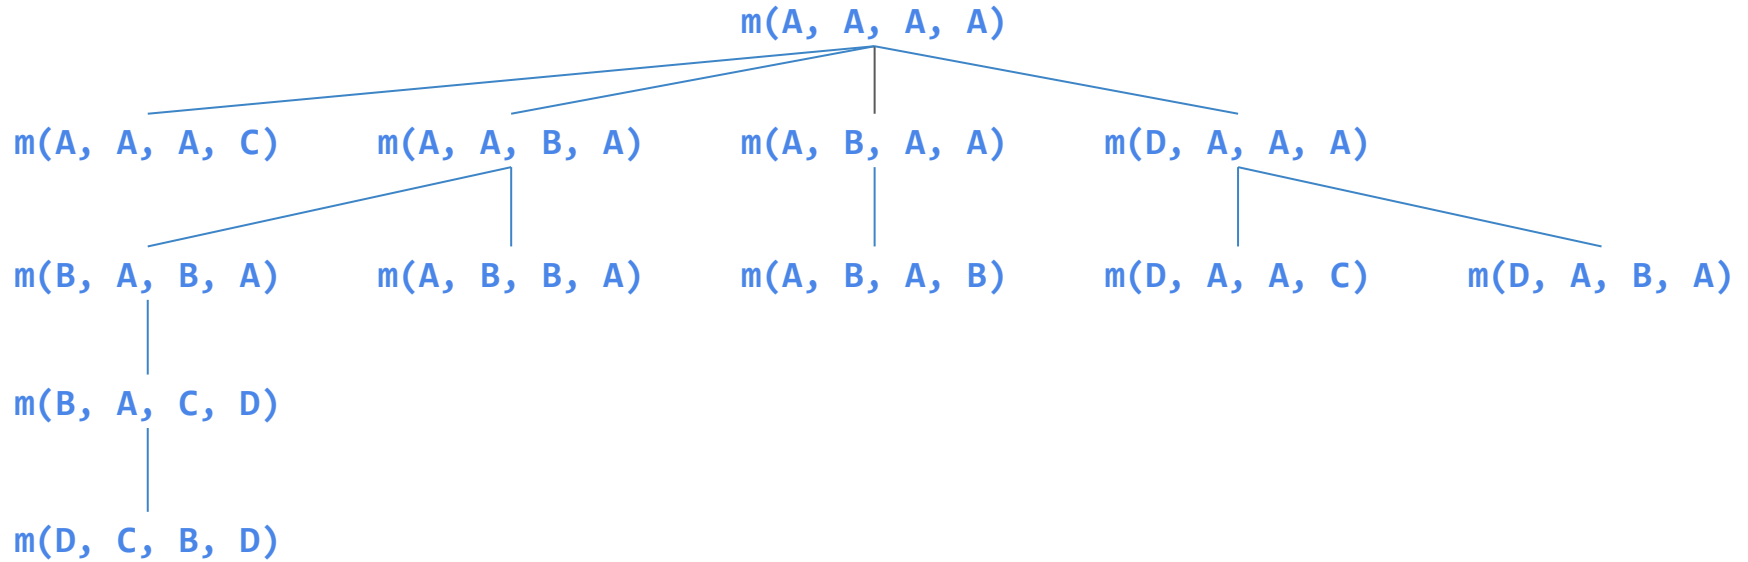 m(A, A, A, A)
m(A, A, A, C) m(A, A, B, A) m(A, B, A, A) m(D, A, A, A)
m(B, A, B, A) m(A, B, B, A) m(A, B, A, B) m(D, A, A, C) m(D, A, B, A)
m(B, A, C, D)
m(D, C, B, D)